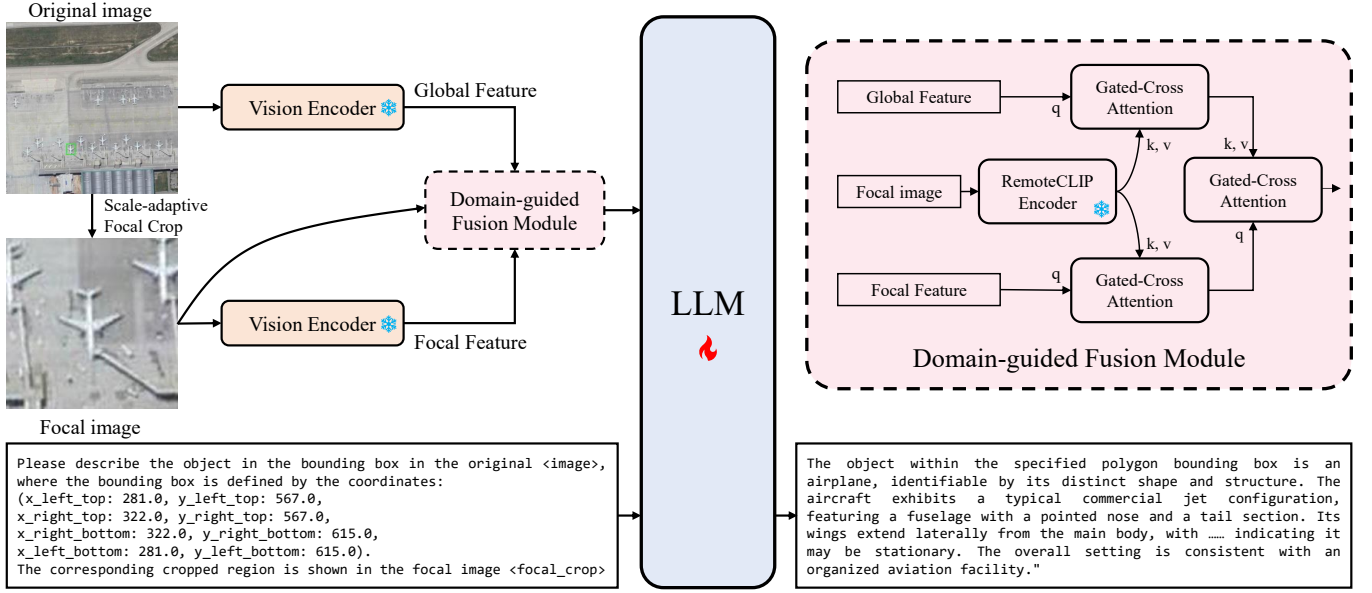 Original image
Vision Encoder
Global Feature
Scale-adaptive
Focal Crop
Domain-guided
Fusion Module
Vision Encoder
Focal Feature
Focal image
LLM
Global Feature
q
Gated-Cross
Attention
k, v
k, v
Focal image
RemoteCLIP
Encoder
Gated-Cross
Attention
k, v
q
Focal Feature
q
Gated-Cross
Attention
Domain-guided Fusion Module
Please describe the object in the bounding box in the original <image>,
where the bounding box is defined by the coordinates:
(x_left_top: 281.0, y_left_top: 567.0,
x_right_top: 322.0, y_right_top: 567.0,
x_right_bottom: 322.0, y_right_bottom: 615.0,
x_left_bottom: 281.0, y_left_bottom: 615.0).
The corresponding cropped region is shown in the focal image <focal_crop>
The object within the specified polygon bounding box is an
airplane, identifiable by its distinct shape and structure. The
aircraft exhibits a typical commercial jet configuration,
featuring a fuselage with a pointed nose and a tail section. Its
wings extend laterally from the main body, with …… indicating it
may be stationary. The overall setting is consistent with an
organized aviation facility."